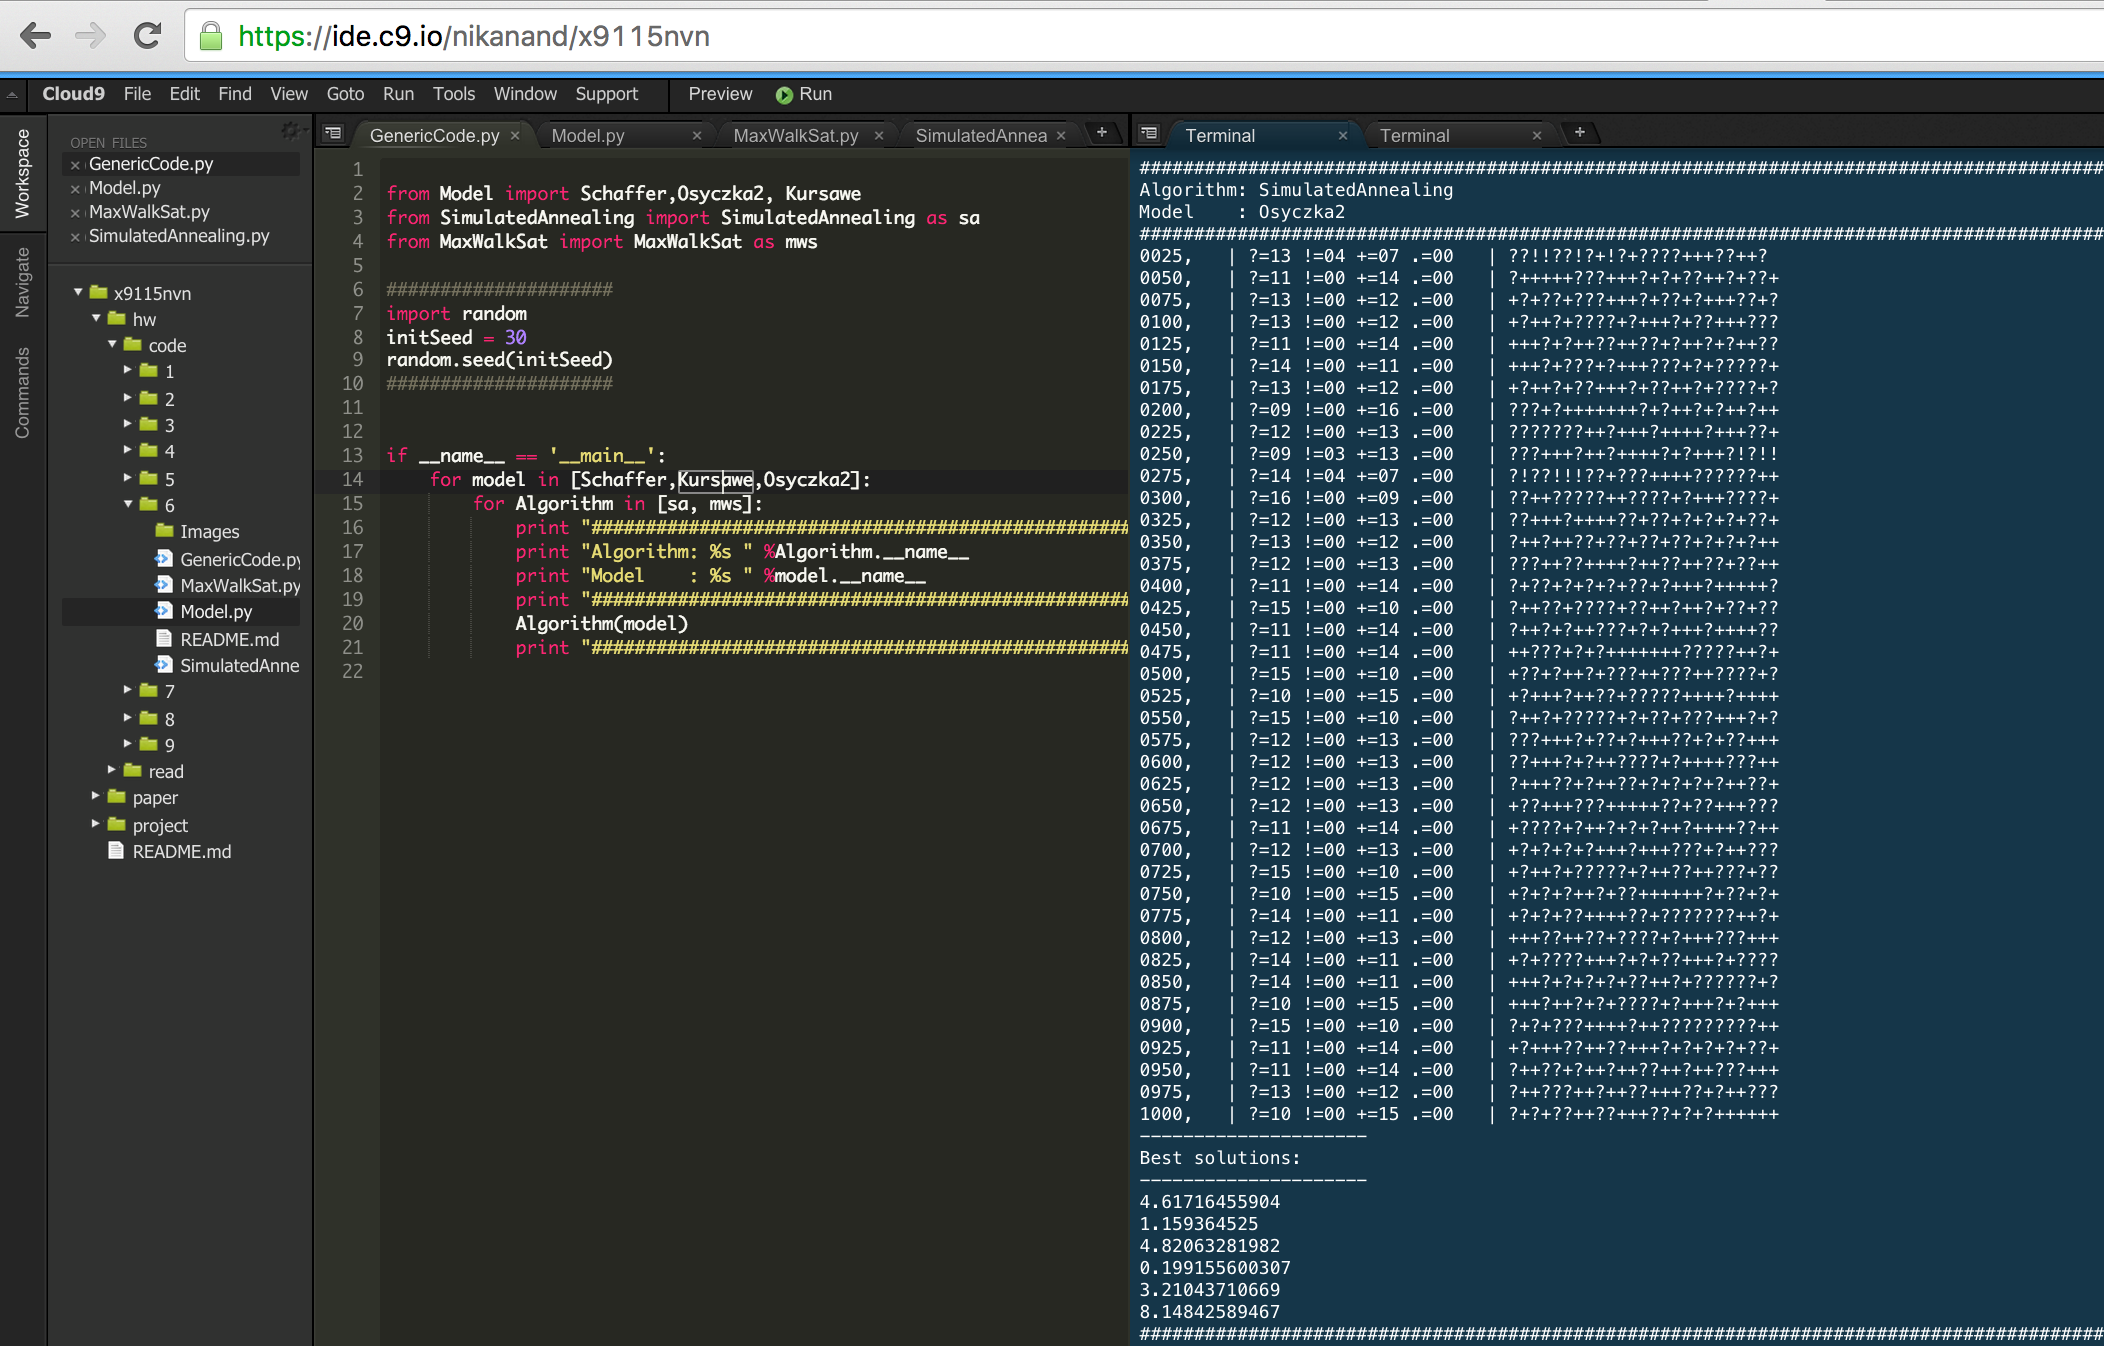 https://ide.c9.io/nikanand/x9115nvn
Cloud9 File Edit Find View Goto Run Tools Window Support Preview Run
Workspace
Navigate
Commands
OPEN FILES
GenericCode.py
Model.py
MaxWalkSat.py
SimulatedAnnealing.py
x9115nvn
hw
code
1
2
3
4
5
6
Images
GenericCode.py
MaxWalkSat.py
Model.py
README.md
SimulatedAnne
7
8
9
read
paper
project
README.md
GenericCode.py Model.py MaxWalkSat.py SimulatedAnnea
1
2 from Model import Schaffer,Osyczka2, Kursawe
3 from SimulatedAnnealing import SimulatedAnnealing as sa
4 from MaxWalkSat import MaxWalkSat as mws
5
6 #####################
7 import random
8 initSeed = 30
9 random.seed(initSeed)
10 #####################
11
12
13 if __name__ == '__main__':
14 for model in [Schaffer,Kursawe,Osyczka2]:
15 for Algorithm in [sa, mws]:
16 print "##################################################
17 print "Algorithm: %s " %Algorithm.__name__
18 print "Model    : %s " %model.__name__
19 print "##################################################
20 Algorithm(model)
21 print "##################################################
22
Terminal Terminal
#########################################################################################
Algorithm: SimulatedAnnealing
Model    : Osyczka2
#########################################################################################
0025,   | ?=13 !=04 +=07 .=00   | ??!!??!?+!?+????+++??++?
0050,   | ?=11 !=00 +=14 .=00   | ?+++++???+++?+?+??++?++??+
0075,   | ?=13 !=00 +=12 .=00   | +?+??+???+++?+??+?+++??+?
0100,   | ?=13 !=00 +=12 .=00   | +?++?+????+++?+??+++???
0125,   | ?=11 !=00 +=14 .=00   | +++?+?++??++??+?++?+?++??
0150,   | ?=14 !=00 +=11 .=00   | +++?+???+?+++?+?+?????+
0175,   | ?=13 !=00 +=12 .=00   | +?++?+??+++?+??++?????+?
0200,   | ?=09 !=00 +=16 .=00   | ???+?+++++++?+?++?+?++?++
0225,   | ?=12 !=00 +=13 .=00   | ???????++?+++?++++?+++??+
0250,   | ?=09 !=03 +=13 .=00   | ???+++?++?++++?+?+++?!?!!
0275,   | ?=14 !=04 +=07 .=00   | ?!??!!!??+???++++??????++
0300,   | ?=16 !=00 +=09 .=00   | ??++?????++????+?+++????+
0325,   | ?=12 !=00 +=13 .=00   | ??+++?++++???++?+?+?+??+
0350,   | ?=13 !=00 +=12 .=00   | ?++?++??++??+??+?+?+?++
0375,   | ?=12 !=00 +=13 .=00   | ???++??++++??++??++??++
0400,   | ?=11 !=00 +=14 .=00   | ?+??+?+?+??+?+++?+++++?
0425,   | ?=15 !=00 +=10 .=00   | ?++??+????++??+?+?++??+??
0450,   | ?=11 !=00 +=14 .=00   | ?++?+?++???+?+?+++?++++??
0475,   | ?=11 !=00 +=14 .=00   | ++???+?+?+++++++?????++?+
0500,   | ?=15 !=00 +=10 .=00   | +??+?++?+???++???++????+?
0525,   | ?=10 !=00 +=15 .=00   | +?+++?++??+?????++++?++++
0550,   | ?=15 !=00 +=10 .=00   | ?++?+?????+?+??+???+++?+?
0575,   | ?=12 !=00 +=13 .=00   | ???+++?+??+?+++??+?+??+++
0600,   | ?=12 !=00 +=13 .=00   | ??+++?+?++????+?++++???++
0625,   | ?=12 !=00 +=13 .=00   | ?+++??++??++?+?+?+?++??+
0650,   | ?=12 !=00 +=13 .=00   | +??+++???+++++??+??+++???
0675,   | ?=11 !=00 +=14 .=00   | +????+?++?+?+?++?++++??++
0700,   | ?=12 !=00 +=13 .=00   | +?+?+?+?+++?+++???+?++???
0725,   | ?=15 !=00 +=10 .=00   | +?++?+?????+?++??++???+??
0750,   | ?=10 !=00 +=15 .=00   | +?+?+?++?+??++++++?+??+?+
0775,   | ?=14 !=00 +=11 .=00   | +?+?+??++++??+???????++?+
0800,   | ?=12 !=00 +=13 .=00   | +++??++??+????+?+++???+++
0825,   | ?=14 !=00 +=11 .=00   | +?+????+++?+?+??+++?+????
0850,   | ?=14 !=00 +=11 .=00   | +++?+?+?+?+??++?+??????+?
0875,   | ?=10 !=00 +=15 .=00   | +++?++?+?+????+?+++?+?+++
0900,   | ?=15 !=00 +=10 .=00   | ?+?+???++++?++?????????++
0925,   | ?=11 !=00 +=14 .=00   | +?+++??++??+++?+?+?+?+??+
0950,   | ?=11 !=00 +=14 .=00   | ?++??+?++?++??++?++???+++
0975,   | ?=13 !=00 +=12 .=00   | ?++???++?++??+++??+?++???
1000,   | ?=10 !=00 +=15 .=00   | ?+?+??++??+++??+?+?++++++
---------------------
Best solutions:
---------------------
4.61716455904
1.159364525
4.82063281982
0.199155600307
3.21043710669
8.14842589467
#########################################################################################